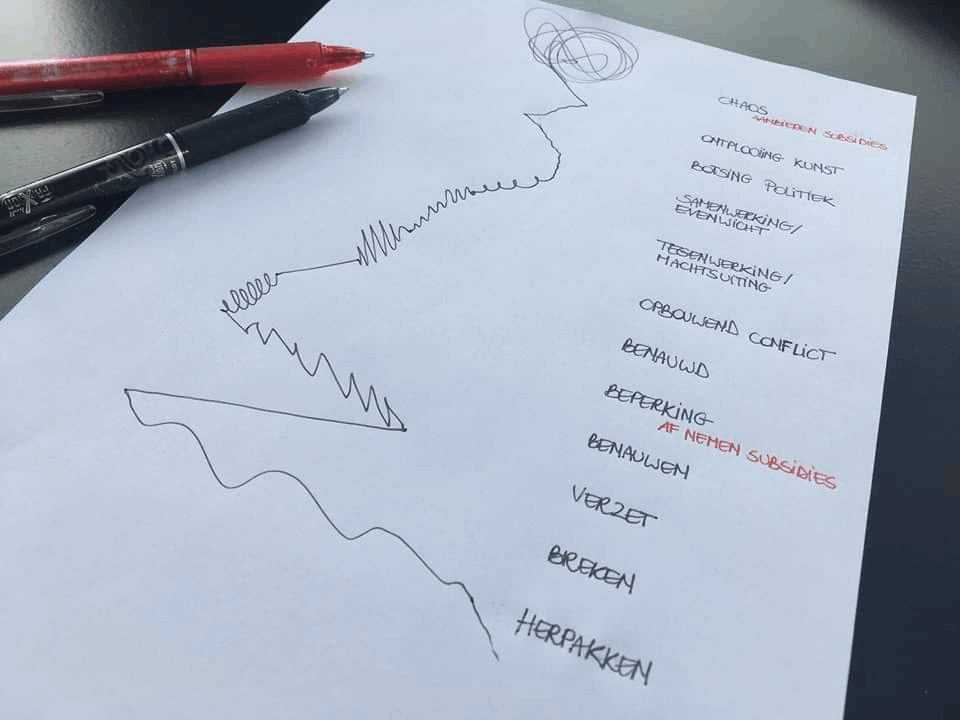 CHAOS
AANBIEDEN SUBSIDIES
ONTPLOOIING KUNST
BOTSING POLITIEK
SAMENWERKING/
EVENWICHT
TEGENWERKING/
MACHTSUITING
OPBOUWEND CONFLICT
BENAUWD
BEPERKING
AF NEMEN SUBSIDIES
BENAUWEN
VERZET
BREKEN
HERPAKKEN